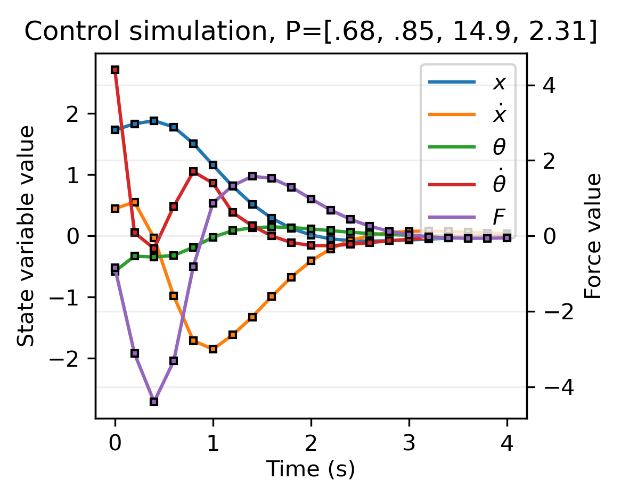 Control simulation, P=[.68, .85, 14.9, 2.31]
State variable value
2
1
0
−1
−2
x
ẋ
θ
θ̇
F
4
2
0
−2
−4
Force value
0
1
2
3
4
Time (s)